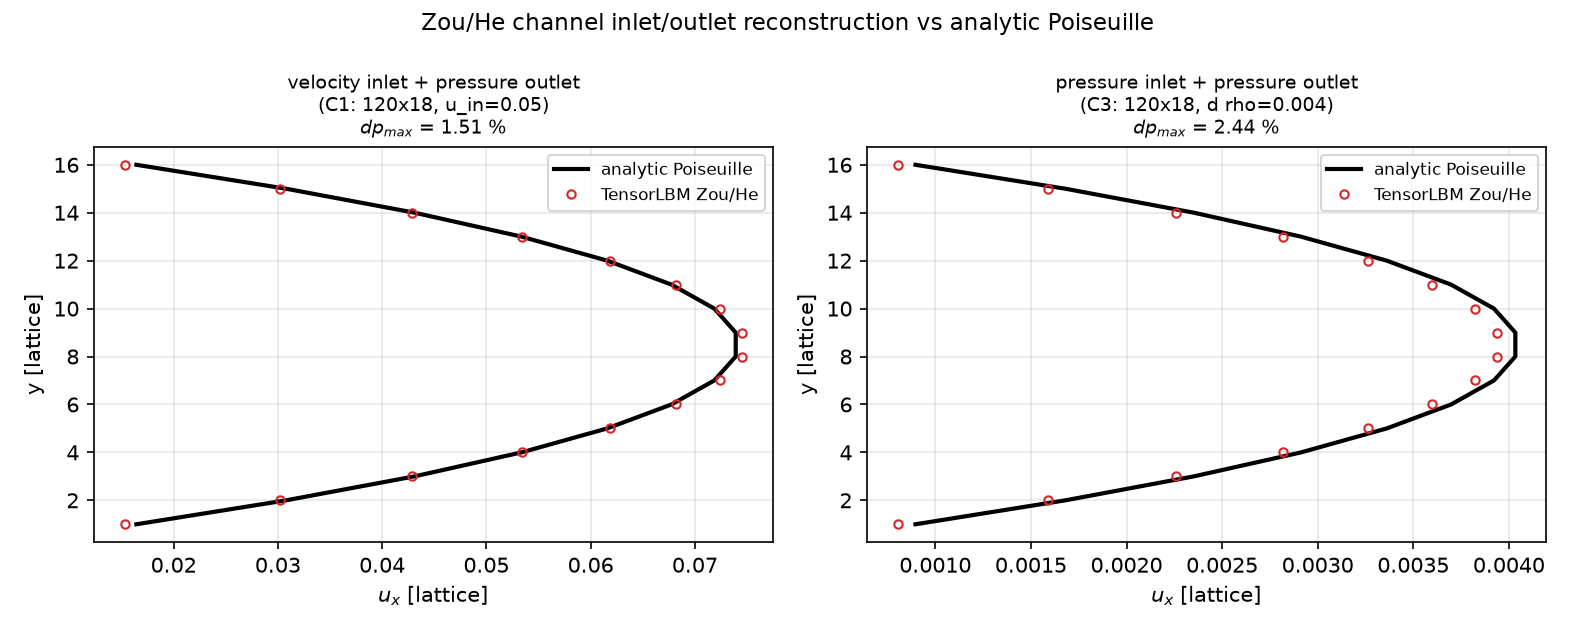 Zou/He channel inlet/outlet reconstruction vs analytic Poiseuille
velocity inlet + pressure outlet
(C1: 120x18, u_in=0.05)
dp_max = 1.51 %
analytic Poiseuille
TensorLBM Zou/He
16
14
12
10
8
6
4
2
y [lattice]
0.02 0.03 0.04 0.05 0.06 0.07
u_x [lattice]
pressure inlet + pressure outlet
(C3: 120x18, d rho=0.004)
dp_max = 2.44 %
analytic Poiseuille
TensorLBM Zou/He
16
14
12
10
8
6
4
2
y [lattice]
0.0010 0.0015 0.0020 0.0025 0.0030 0.0035 0.0040
u_x [lattice]